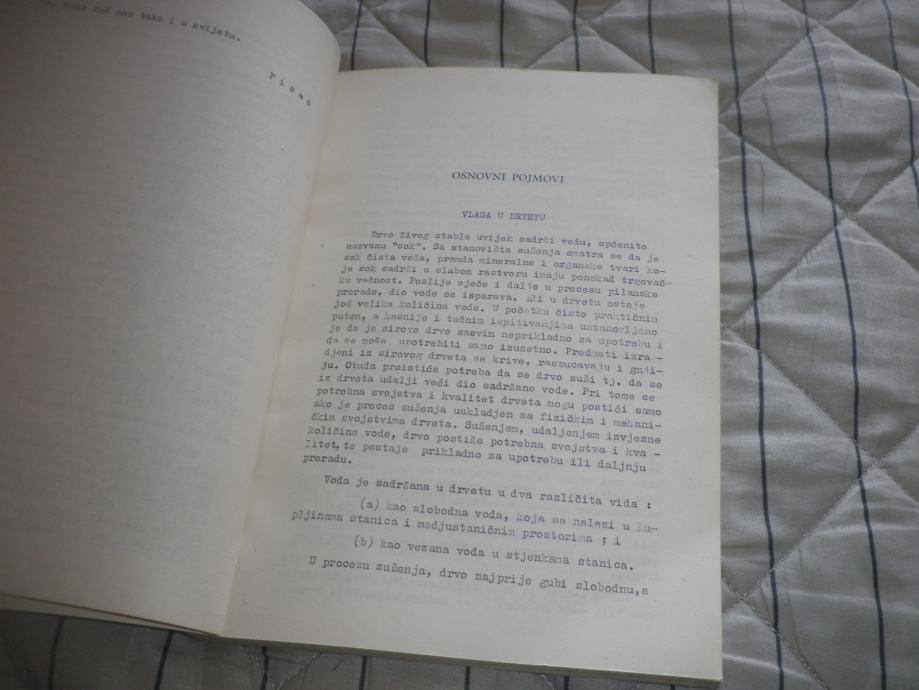 kako kod nas tako i u svijetu.
P i s a c
OSNOVNI POJMOVI
VLAGA U DRVETU
Drvo živog stabla uvijek sadrži vodu, općenito
nazvanu "sok". Sa stanovišta sušenja smatra se da je
sok čista voda, premda mineralne i organske tvari ko-
je sok sadrži u slabom rastvoru imaju ponekad trgovač-
ku važnost. Poslije sječe i dalje u procesu pilanske
prerade, dio vode se isparava, ali u drvetu ostaje
još velika količina vode. U početku čisto praktičnim
putem, a kasnije i točnim ispitivanjima ustanovljeno
je da je sirovo drvo sasvim neprikladno za upotrebu i
da se može upotrebiti samo izuzetno. Predmeti izra-
djeni iz sirovog drveta se krive, raspucavaju i gnji-
ju. Otuda proistiće potreba da se drvo suši tj. da se
iz drveta udalji veći dio sadržane vode. Pri tome se
potrebna svojstva i kvalitet drveta mogu postići samo
ako je proces sušenja uskladjen sa fizičkim i mehani-
čkim svojstvima drveta. Sušenjem, udaljenjem izvjesne
količine vode, drvo postiže potrebna svojstva i kva -
litet, te postaje prikladno za upotrebu ili daljnju
preradu.
Voda je sadržana u drvetu u dva različita vida :
(a) kao slobodna voda, koja se nalazi u šu-
pljinama stanica i medjustaničnim prostorima ; i
(b) kao vezana voda u stjenkama stanica.
U procesu sušenja, drvo najprije gubi slobodnu,a